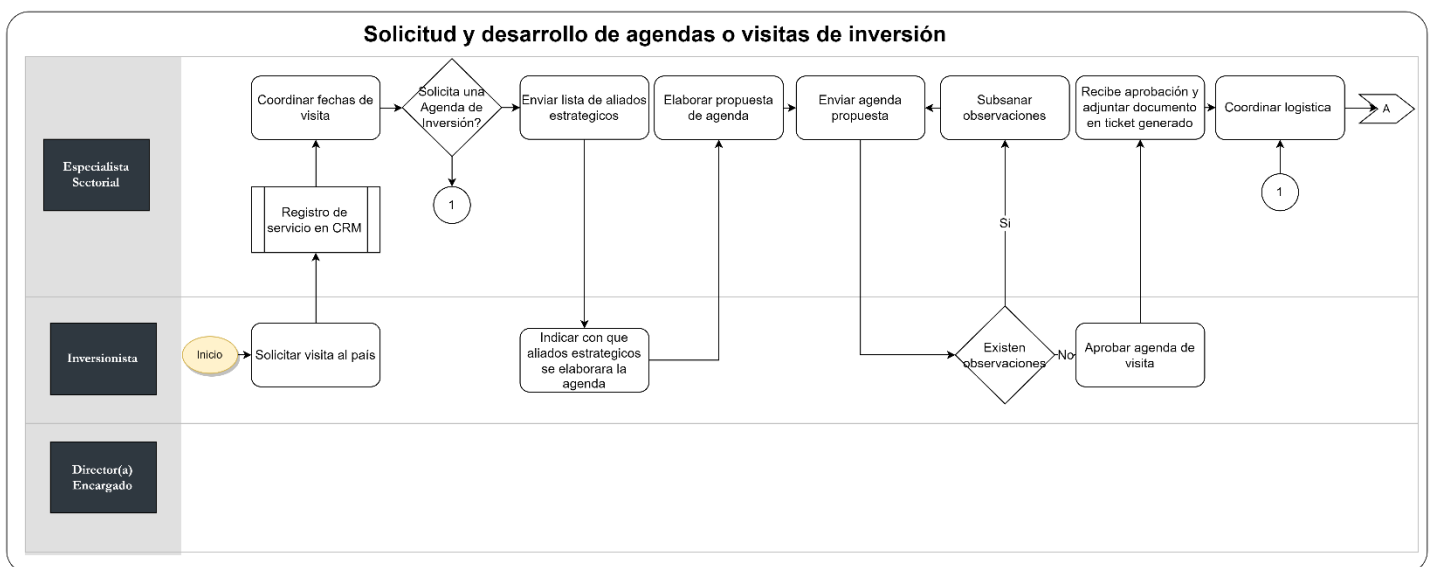 Solicitud y desarrollo de agendas o visitas de inversión
Especialista
Sectorial
Coordinar fechas de
visita
Solicita una
Agenda de
Inversión?
Enviar lista de aliados
estrategicos
Elaborar propuesta
de agenda
Enviar agenda
propuesta
Subsanar
observaciones
Recibe aprobación y
adjuntar documento
en ticket generado
Coordinar logistica
A
Registro de
servicio en CRM
1
1
Si
Inversionista
Inicio
Solicitar visita al país
Indicar con que
aliados estrategicos
se elaborara la
agenda
Existen
observaciones
No
Aprobar agenda de
visita
Director(a)
Encargado